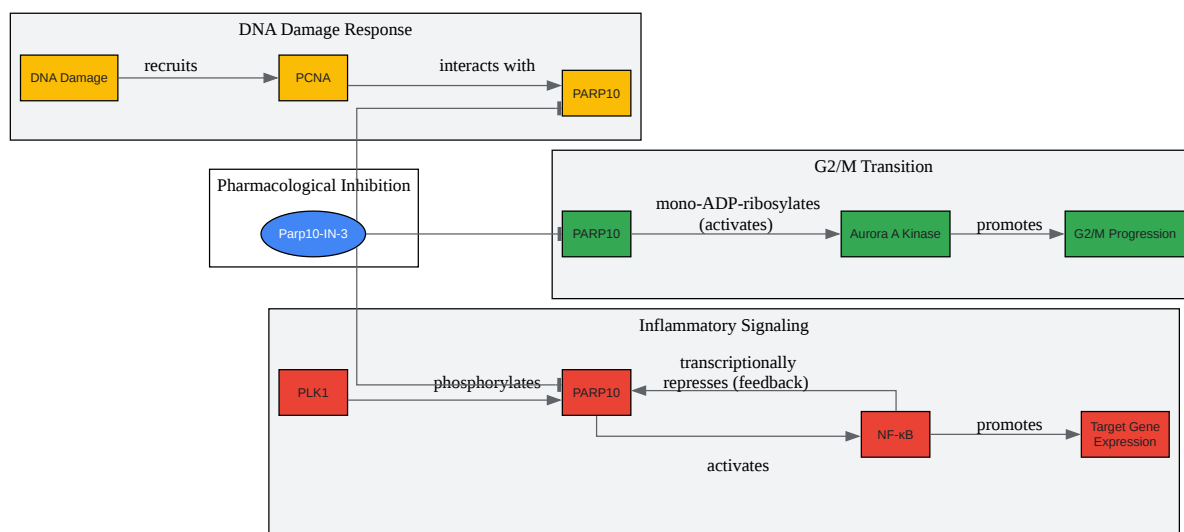 DNA Damage Response
DNA Damage
recruits
PCNA
interacts with
PARP10
Pharmacological Inhibition
Parp10-IN-3
G2/M Transition
PARP10
mono-ADP-ribosylates
(activates)
Aurora A Kinase
promotes
G2/M Progression
Inflammatory Signaling
PLK1
phosphorylates
PARP10
transcriptionally
represses (feedback)
activates
NF-κB
promotes
Target Gene
Expression